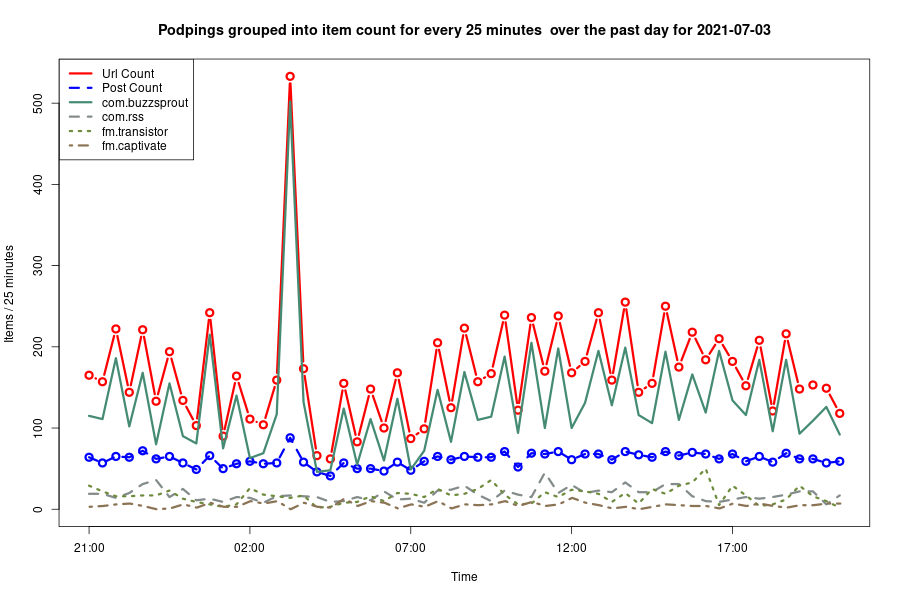 Podpings grouped into item count for every 25 minutes  over the past day for 2021-07-03
Url Count
Post Count
com.buzzsprout
com.rss
fm.transistor
fm.captivate
500
400
300
200
100
0
Items / 25 minutes
21:00
02:00
07:00
12:00
17:00
Time